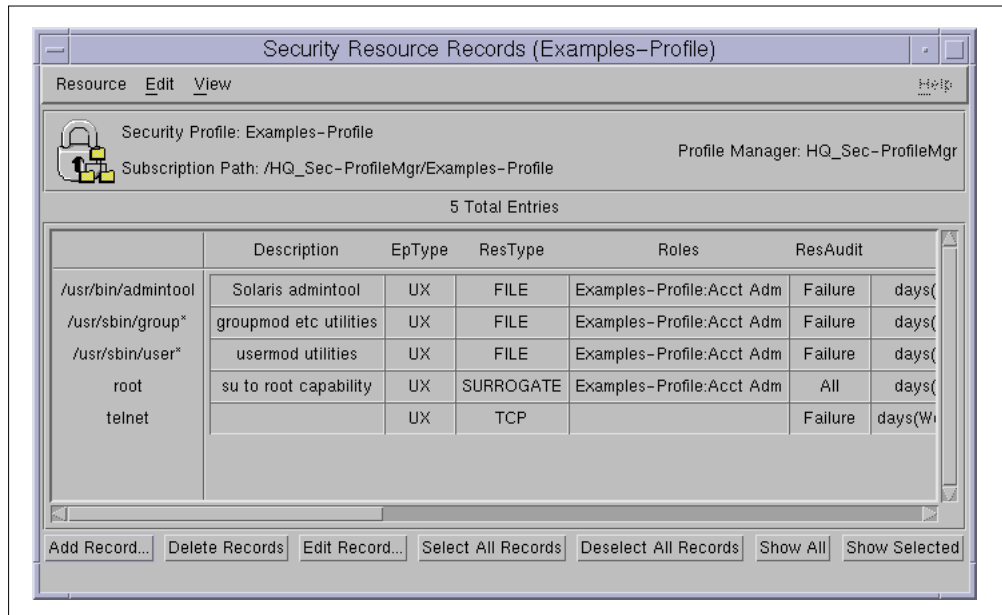 Security Resource Records (Examples-Profile)
Resource Edit View Help
Security Profile: Examples-Profile
Subscription Path: /HQ_Sec-ProfileMgr/Examples-Profile
Profile Manager: HQ_Sec-ProfileMgr
5 Total Entries
Description EpType ResType Roles ResAudit
/usr/bin/admintool Solaris admintool UX FILE Examples-Profile:Acct Adm Failure days(
/usr/sbin/group* groupmod etc utilities UX FILE Examples-Profile:Acct Adm Failure days(
/usr/sbin/user* usermod utilities UX FILE Examples-Profile:Acct Adm Failure days(
root su to root capability UX SURROGATE Examples-Profile:Acct Adm All days(
telnet UX TCP Failure days(W
Add Record... Delete Records Edit Record... Select All Records Deselect All Records Show All Show Selected